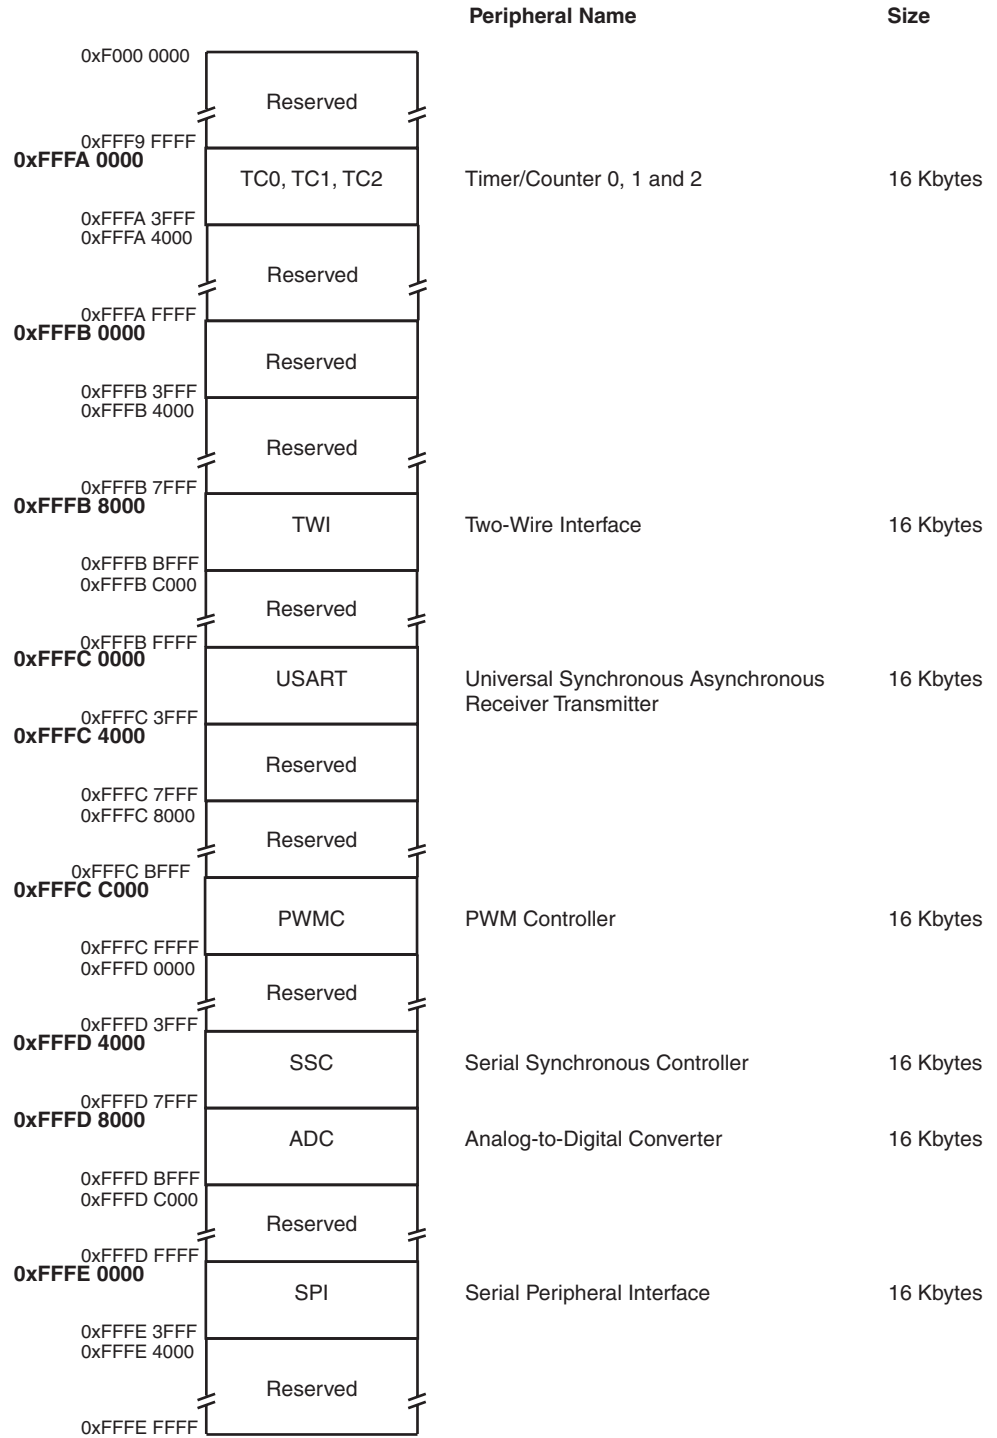 Peripheral Name Size
0xF000 0000
Reserved
0xFFF9 FFFF
0xFFFA 0000
TC0, TC1, TC2 Timer/Counter 0, 1 and 2 16 Kbytes
0xFFFA 3FFF
0xFFFA 4000
Reserved
0xFFFA FFFF
0xFFFB 0000
Reserved
0xFFFB 3FFF
0xFFFB 4000
Reserved
0xFFFB 7FFF
0xFFFB 8000
TWI Two-Wire Interface 16 Kbytes
0xFFFB BFFF
0xFFFB C000
Reserved
0xFFFB FFFF
0xFFFC 0000
USART Universal Synchronous Asynchronous 16 Kbytes
Receiver Transmitter
0xFFFC 3FFF
0xFFFC 4000
Reserved
0xFFFC 7FFF
0xFFFC 8000
Reserved
0xFFFC BFFF
0xFFFC C000
PWMC PWM Controller 16 Kbytes
0xFFFC FFFF
0xFFFD 0000
Reserved
0xFFFD 3FFF
0xFFFD 4000
SSC Serial Synchronous Controller 16 Kbytes
0xFFFD 7FFF
0xFFFD 8000
ADC Analog-to-Digital Converter 16 Kbytes
0xFFFD BFFF
0xFFFD C000
Reserved
0xFFFD FFFF
0xFFFE 0000
SPI Serial Peripheral Interface 16 Kbytes
0xFFFE 3FFF
0xFFFE 4000
Reserved
0xFFFE FFFF